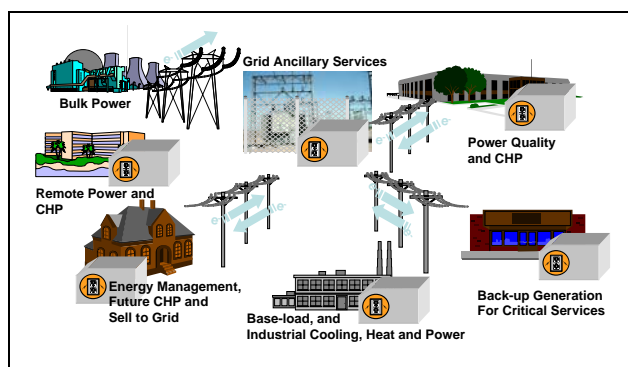 Grid Ancillary Services
Bulk Power
Power Quality
and CHP
Remote Power and
CHP
Energy Management,
Future CHP and
Sell to Grid
Base-load, and
Industrial Cooling, Heat and Power
Back-up Generation
For Critical Services